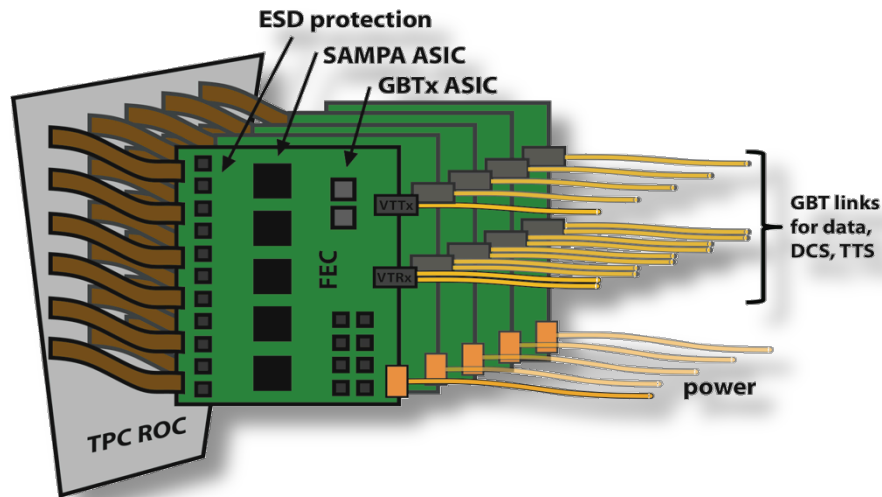 ESD protection
SAMPA ASIC
GBTx ASIC
VTTx
GBT links
for data,
DCS, TTS
FEC
VTRx
power
TPC ROC